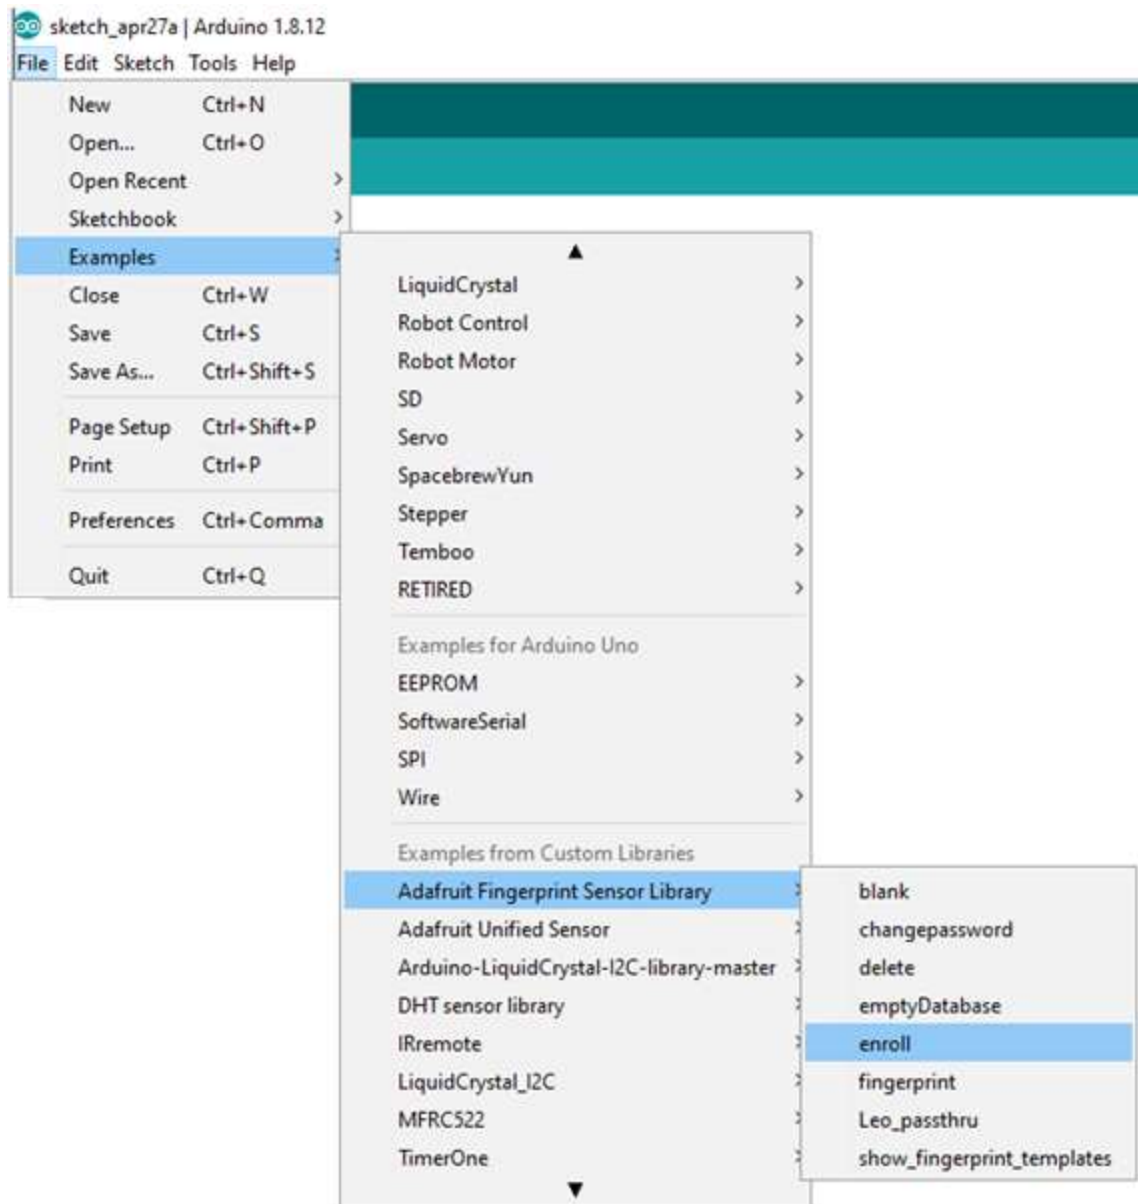 sketch_apr27a | Arduino 1.8.12
File Edit Sketch Tools Help
New Ctrl+N
Open... Ctrl+O
Open Recent
Sketchbook
Examples
Close Ctrl+W
Save Ctrl+S
Save As... Ctrl+Shift+S
Page Setup Ctrl+Shift+P
Print Ctrl+P
Preferences Ctrl+Comma
Quit Ctrl+Q
LiquidCrystal
Robot Control
Robot Motor
SD
Servo
SpacebrewYun
Stepper
Temboo
RETIRED
Examples for Arduino Uno
EEPROM
SoftwareSerial
SPI
Wire
Examples from Custom Libraries
Adafruit Fingerprint Sensor Library
Adafruit Unified Sensor
Arduino-LiquidCrystal-I2C-library-master
DHT sensor library
IRremote
LiquidCrystal_I2C
MFRC522
TimerOne
blank
changepassword
delete
emptyDatabase
enroll
fingerprint
Leo_passthru
show_fingerprint_templates